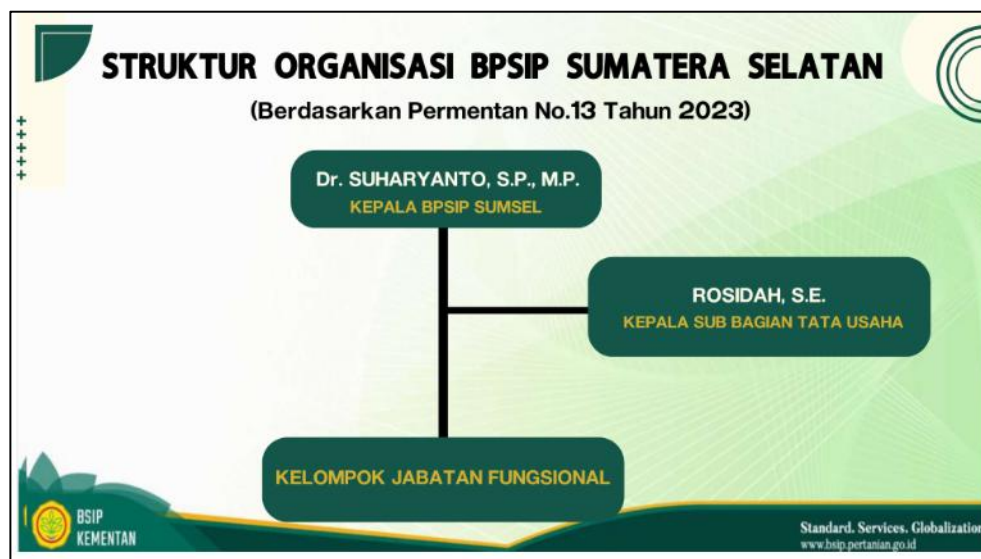 STRUKTUR ORGANISASI BPSIP SUMATERA SELATAN
(Berdasarkan Permentan No.13 Tahun 2023)
Dr. SUHARYANTO, S.P., M.P.
KEPALA BPSIP SUMSEL
ROSIDAH, S.E.
KEPALA SUB BAGIAN TATA USAHA
KELOMPOK JABATAN FUNGSIONAL
BSIP
KEMENTAN
Standard. Services. Globalization
www.bsip.pertanian.go.id